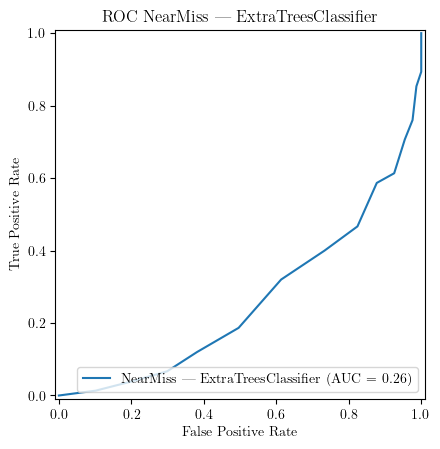 ROC NearMiss — ExtraTreesClassifier
1.0
0.8
0.6
0.4
0.2
0.0
True Positive Rate
NearMiss — ExtraTreesClassifier (AUC = 0.26)
0.0 0.2 0.4 0.6 0.8 1.0
False Positive Rate